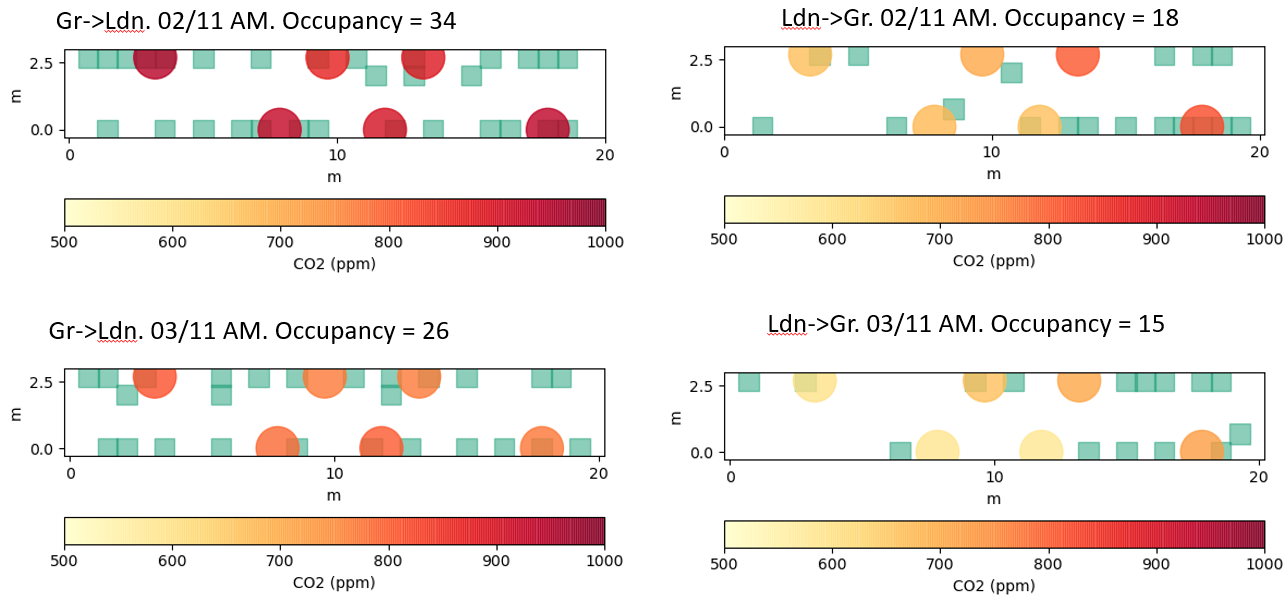 Gr->Ldn. 02/11 AM. Occupancy = 34
2.5
m
0.0
0 10 20
m
500 600 700 800 900 1000
CO2 (ppm)
Ldn->Gr. 02/11 AM. Occupancy = 18
2.5
m
0.0
0 10 20
m
500 600 700 800 900 1000
CO2 (ppm)
Gr->Ldn. 03/11 AM. Occupancy = 26
2.5
m
0.0
0 10 20
m
500 600 700 800 900 1000
CO2 (ppm)
Ldn->Gr. 03/11 AM. Occupancy = 15
2.5
m
0.0
0 10 20
m
500 600 700 800 900 1000
CO2 (ppm)